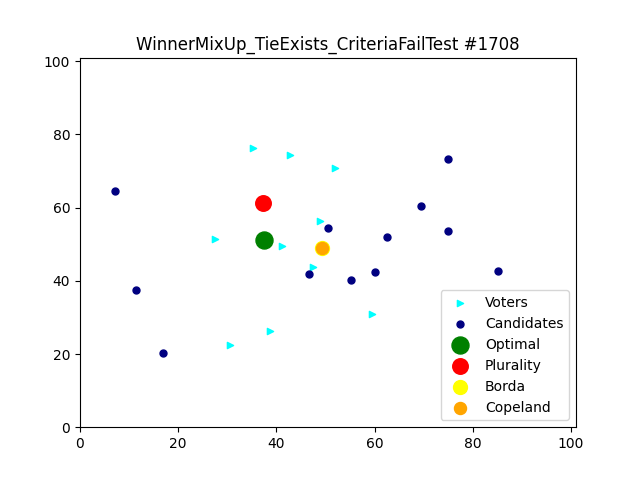 WinnerMixUp_TieExists_CriteriaFailTest #1708
100
80
60
40
20
0
0 20 40 60 80 100
Voters
Candidates
Optimal
Plurality
Borda
Copeland